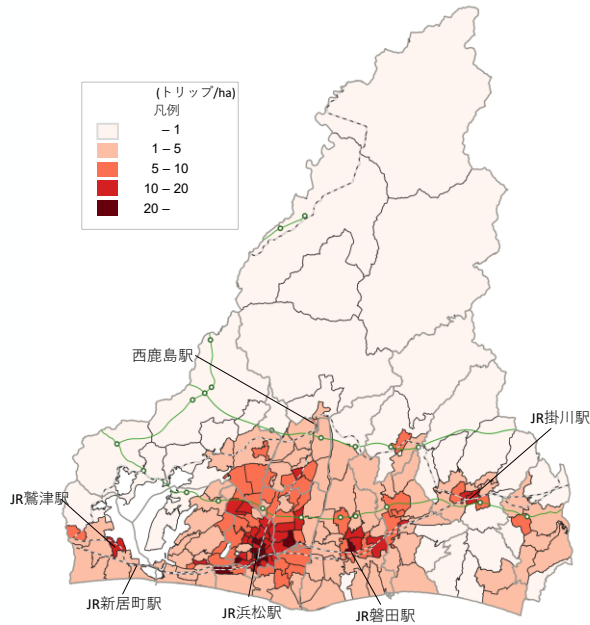 (トリップ/ha)
凡例
– 1
1 – 5
5 – 10
10 – 20
20 –
西鹿島駅
JR掛川駅
JR鷲津駅
JR新居町駅
JR浜松駅
JR磐田駅